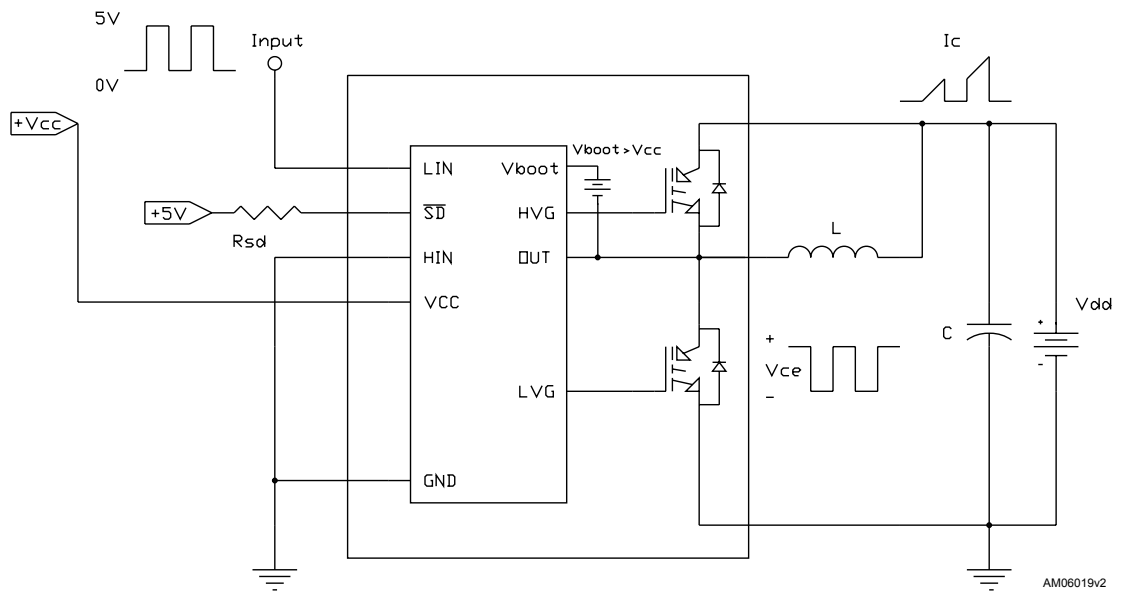 5V
Input
Ic
0V
+Vcc
Vboot>Vcc
LIN
Vboot
+5V
SD
HVG
Rsd
L
HIN
OUT
VCC
Vdd
C
+
-
+
Vce
-
LVG
GND
AM06019v2